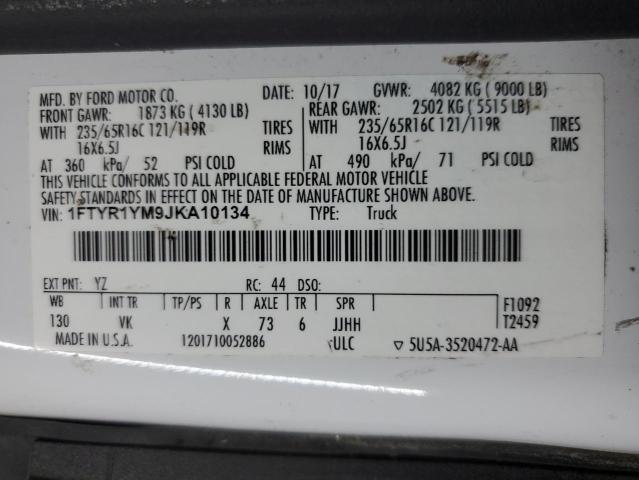 MFD. BY FORD MOTOR CO. DATE: 10/17 GVWR: 4082 KG ( 9000 LB)
FRONT GAWR: 1873 KG ( 4130 LB) REAR GAWR: 2502 KG ( 5515 LB)
WITH 235/65R16C 121/119R TIRES WITH 235/65R16C 121/119R TIRES
16X6.5J RIMS 16X6.5J RIMS
AT 360 kPa/ 52 PSI COLD AT 490 kPa/ 71 PSI COLD
THIS VEHICLE CONFORMS TO ALL APPLICABLE FEDERAL MOTOR VEHICLE
SAFETY STANDARDS IN EFFECT ON THE DATE OF MANUFACTURE SHOWN ABOVE.
VIN: 1FTYR1YM9JKA10134 TYPE: Truck
EXT PNT: YZ RC: 44 DSO:
WB INT TR TP/PS R AXLE TR SPR F1092
130 VK X 73 6 JJHH T2459
MADE IN U.S.A. 1201710052886 ULC ▽ 5U5A-3520472-AA